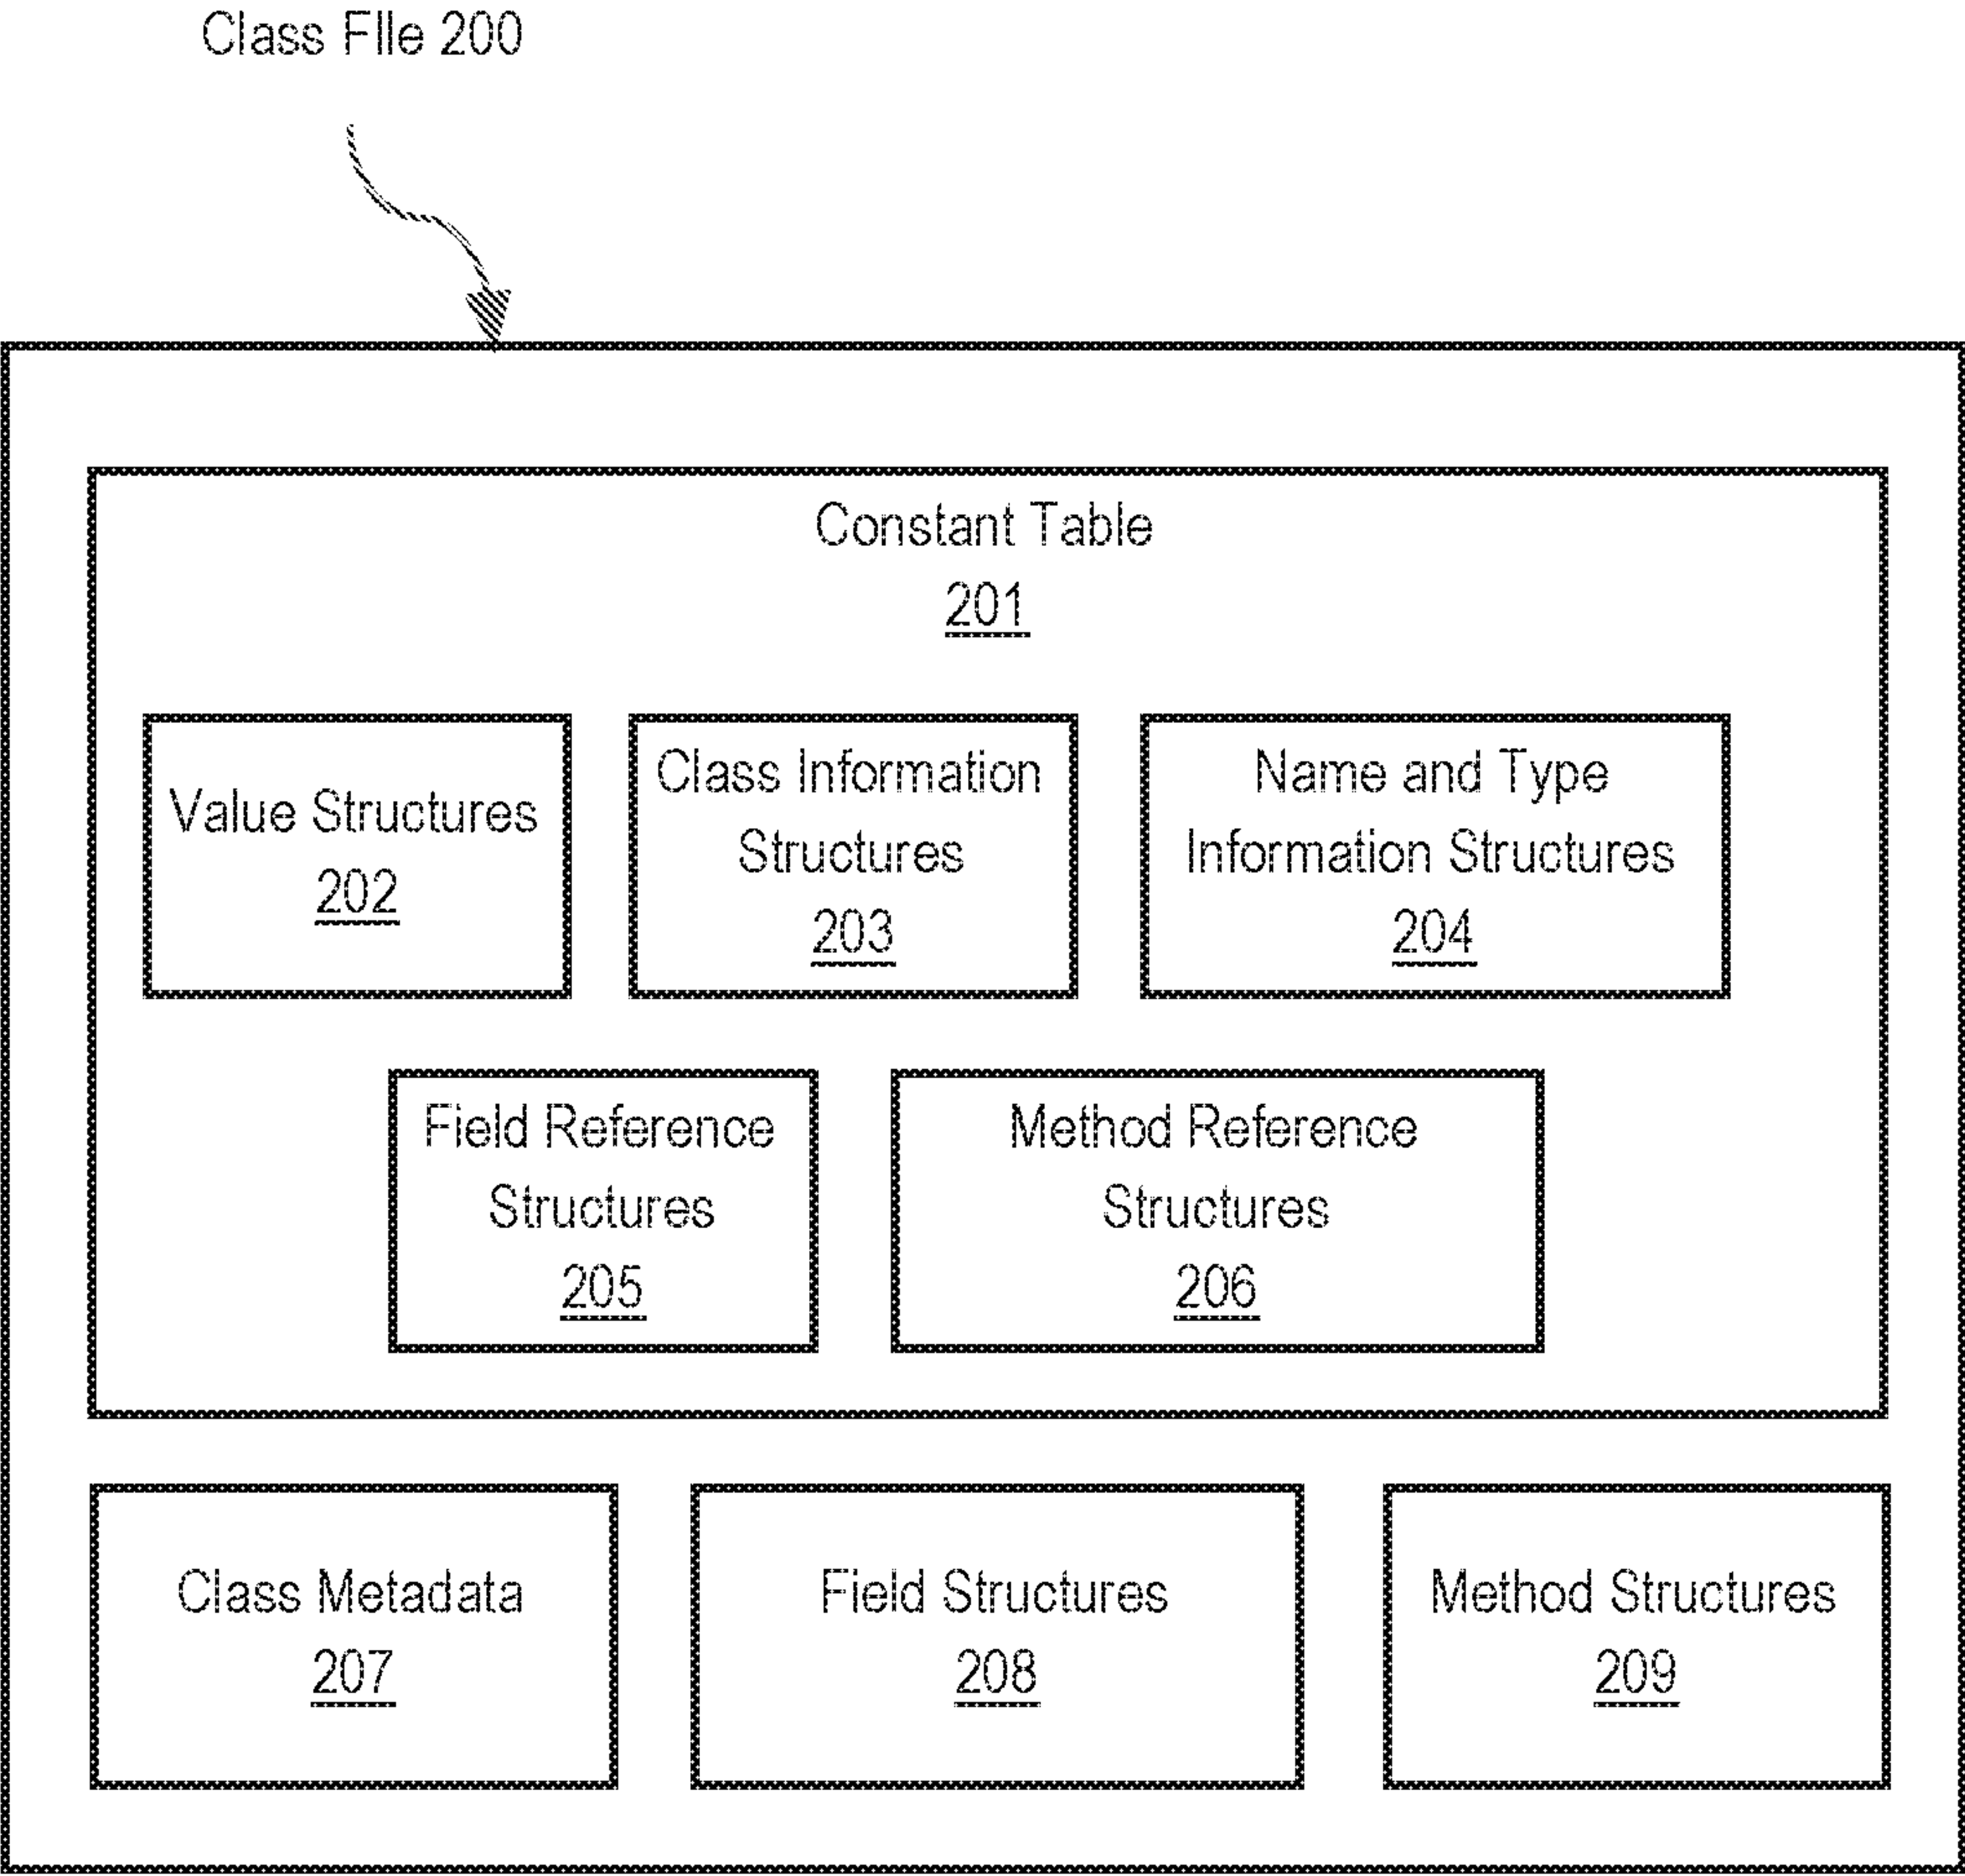 Class FIle 200
Constant Table
201
Value Structures
202
Class Information
Structures
203
Name and Type
Information Structures
204
Field Reference
Structures
205
Method Reference
Structures
206
Class Metadata
207
Field Structures
208
Method Structures
209